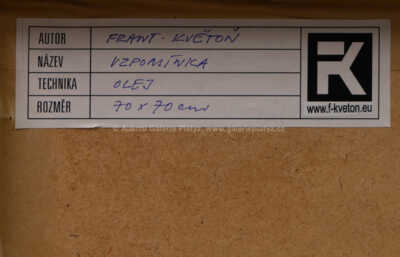 AUTOR FRANT. KVĚTOŇ
NÁZEV VZPOMÍNKA
TECHNIKA OLEJ
ROZMĚR 70 x 70 cm
FK
www.f-kveton.eu